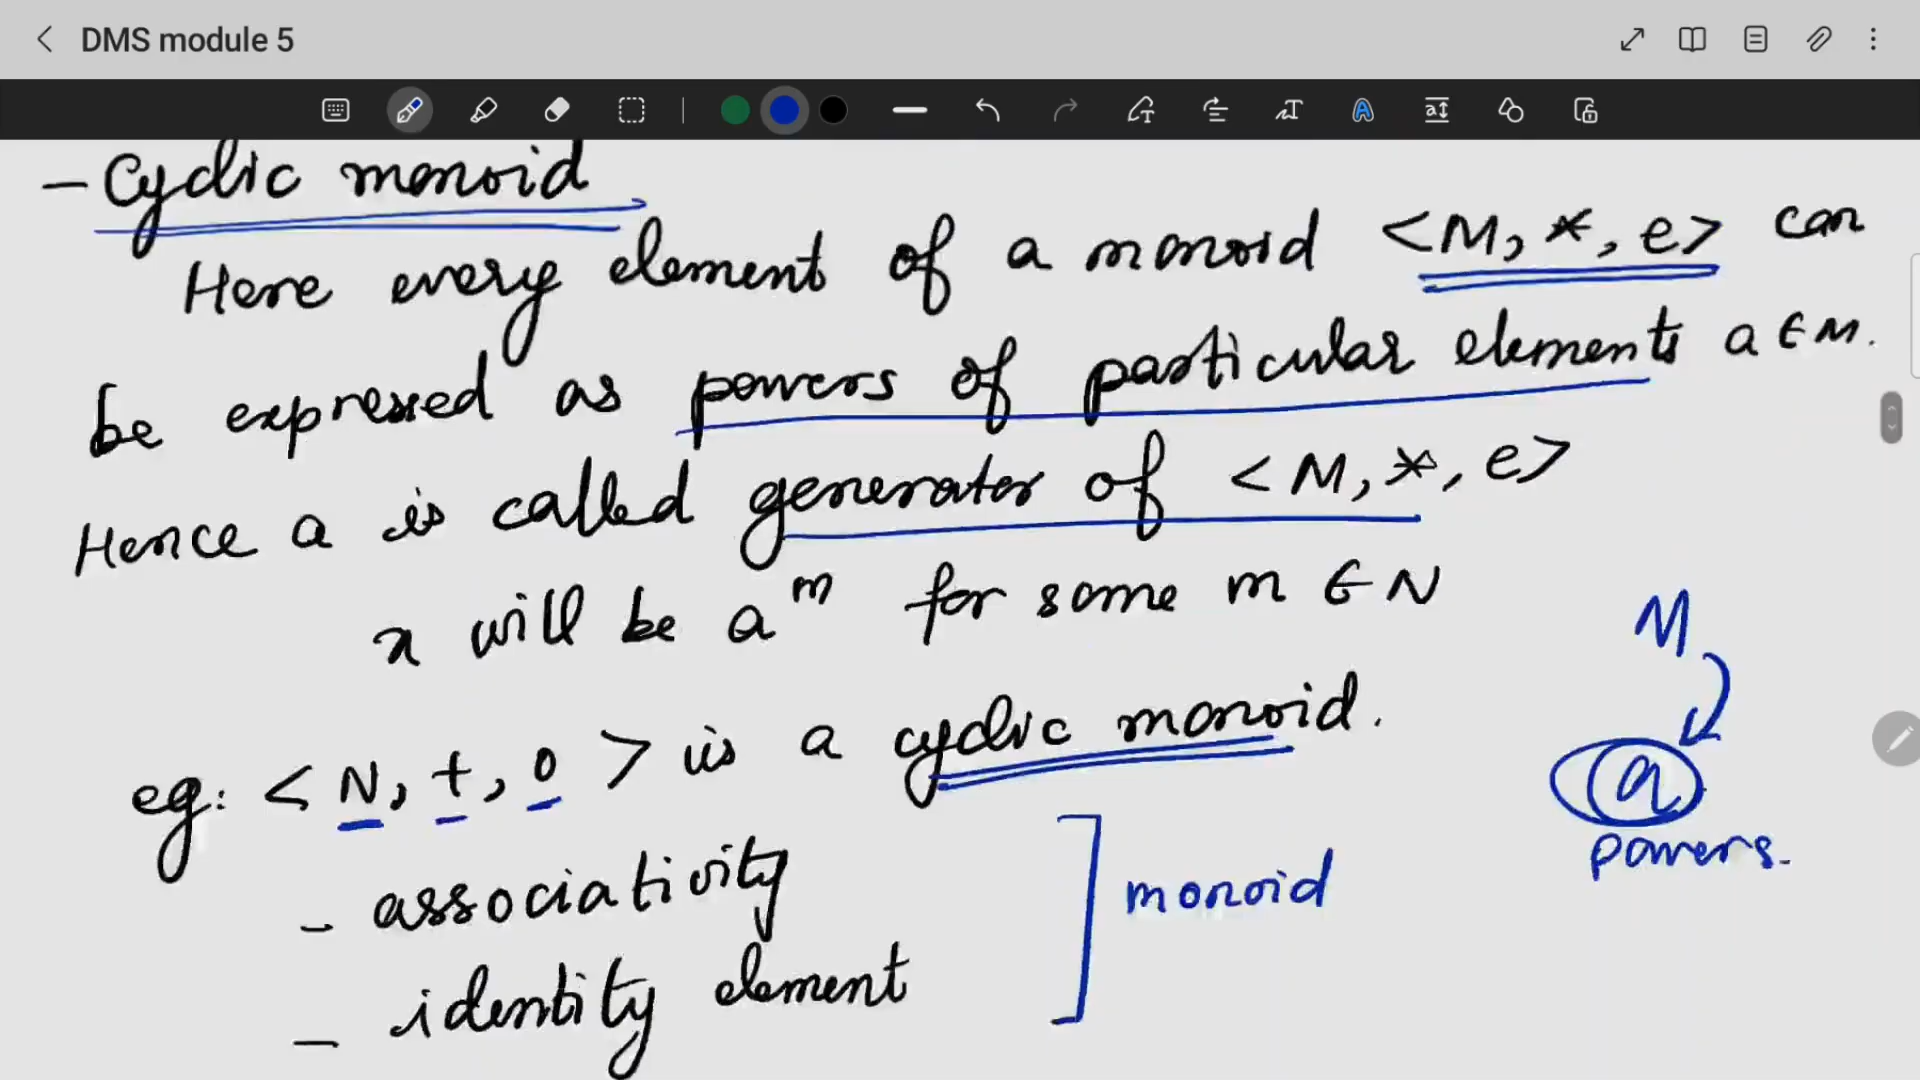 DMS module 5
- Cyclic monoid
Here every element of a monoid <M, *, e> can
be expressed as powers of particular elements a ∈ M.
Hence a is called generator of <M, *, e>
x will be a^m for some m ∈ N
M
eg: <N, +, 0> is a cyclic monoid.
a
powers.
- associativity
monoid
- identity element